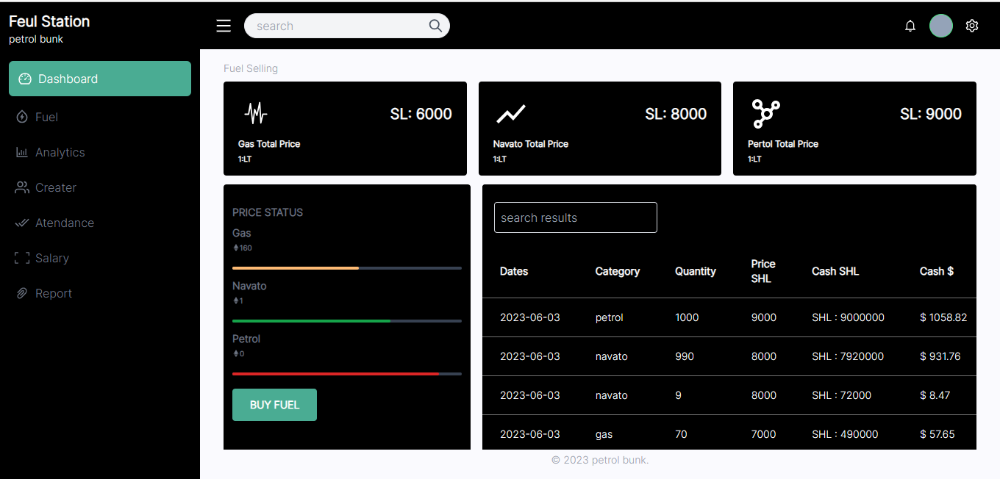 Feul Station
petrol bunk
search
Dashboard
Fuel
Analytics
Creater
Atendance
Salary
Report
Fuel Selling
SL: 6000
Gas Total Price
1:LT
SL: 8000
Navato Total Price
1:LT
SL: 9000
Pertol Total Price
1:LT
PRICE STATUS
Gas
160
Navato
1
Petrol
0
BUY FUEL
search results
Dates Category Quantity Price SHL Cash SHL Cash $
2023-06-03 petrol 1000 9000 SHL : 9000000 $ 1058.82
2023-06-03 navato 990 8000 SHL : 7920000 $ 931.76
2023-06-03 navato 9 8000 SHL : 72000 $ 8.47
2023-06-03 gas 70 7000 SHL : 490000 $ 57.65
© 2023 petrol bunk.